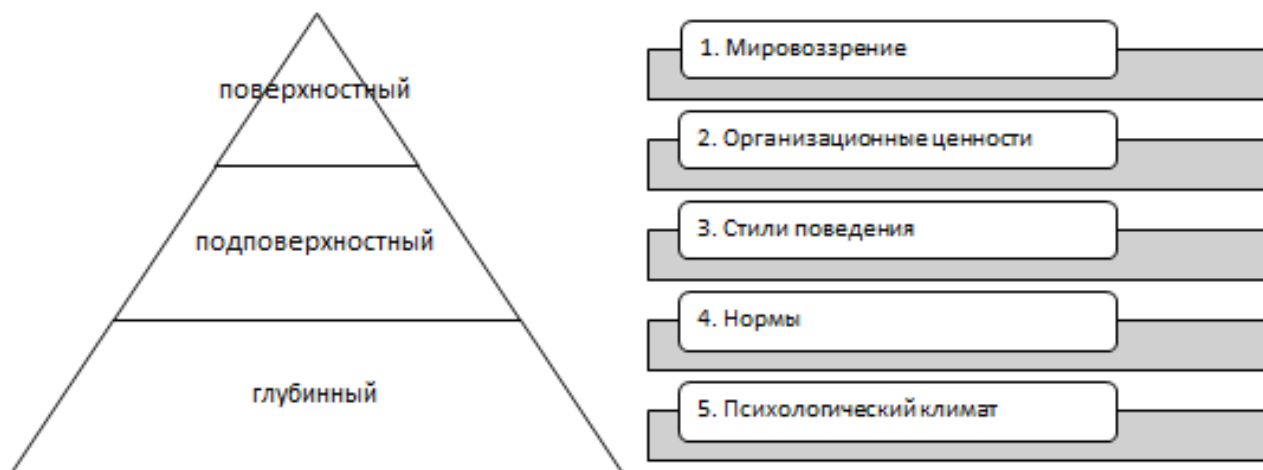 поверхностный
подповерхностный
глубинный
1. Мировоззрение
2. Организационные ценности
3. Стили поведения
4. Нормы
5. Психологический климат